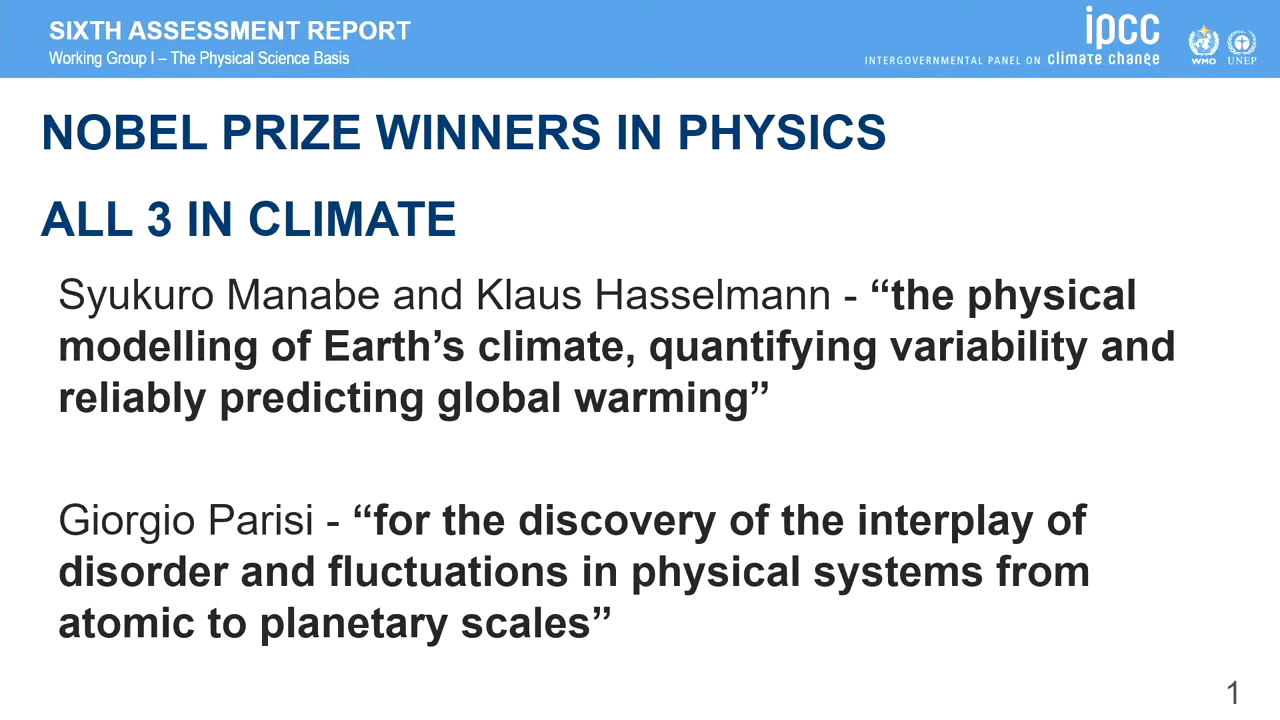 SIXTH ASSESSMENT REPORT
Working Group I – The Physical Science Basis
ipcc
INTERGOVERNMENTAL PANEL ON climate change
WMO
UNEP
NOBEL PRIZE WINNERS IN PHYSICS
ALL 3 IN CLIMATE
Syukuro Manabe and Klaus Hasselmann - “the physical
modelling of Earth’s climate, quantifying variability and
reliably predicting global warming”
Giorgio Parisi - “for the discovery of the interplay of
disorder and fluctuations in physical systems from
atomic to planetary scales”
1